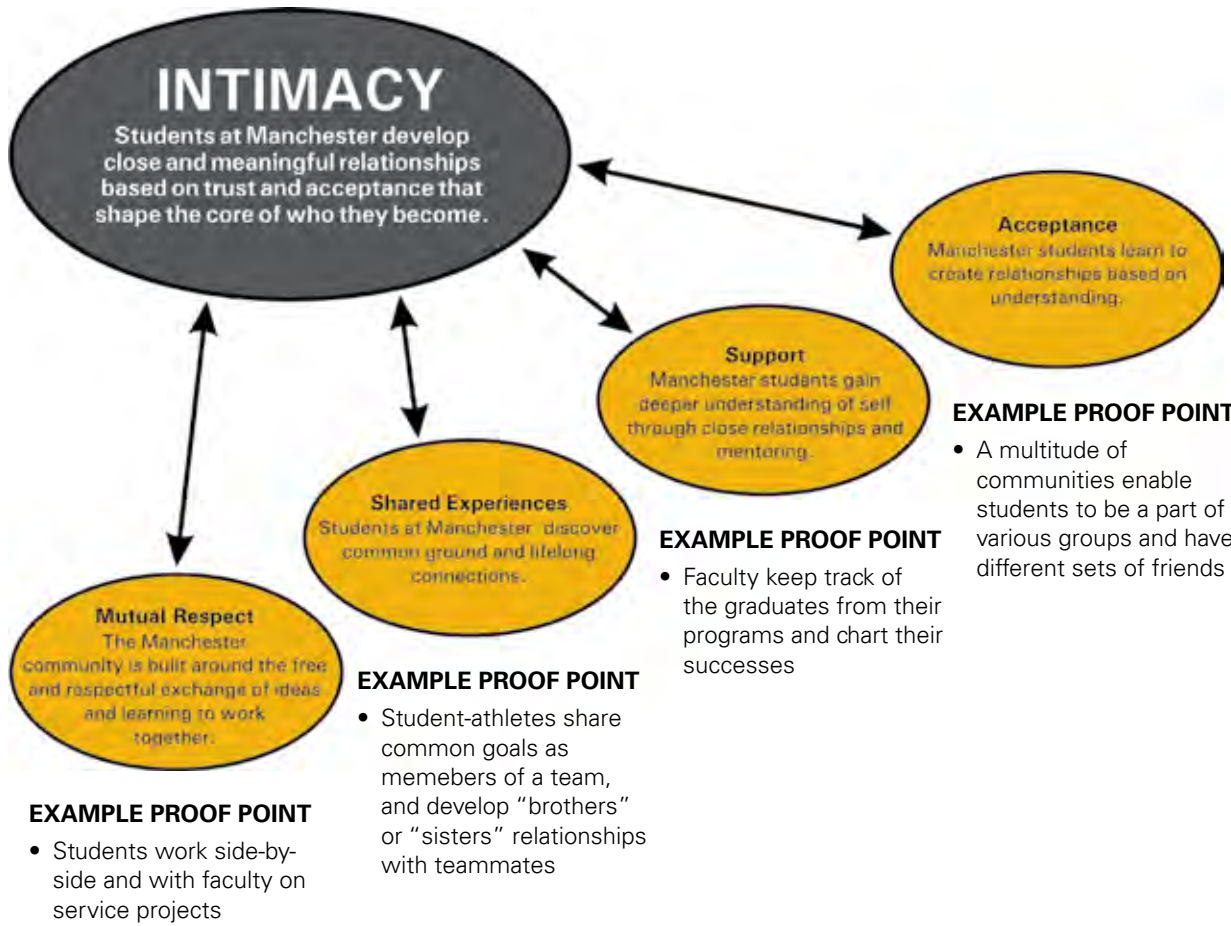 INTIMACY
Students at Manchester develop
close and meaningful relationships
based on trust and acceptance that
shape the core of who they become.
Acceptance
Manchester students learn to
create relationships based on
understanding.
EXAMPLE PROOF POINT
• A multitude of
communities enable
students to be a part of
various groups and have
different sets of friends
Support
Manchester students gain
deeper understanding of self
through close relationships and
mentoring.
EXAMPLE PROOF POINT
• Faculty keep track of
the graduates from their
programs and chart their
successes
Shared Experiences
Students at Manchester discover
common ground and lifelong
connections.
EXAMPLE PROOF POINT
• Student-athletes share
common goals as
memebers of a team,
and develop “brothers”
or “sisters” relationships
with teammates
Mutual Respect
The Manchester
community is built around the free
and respectful exchange of ideas
and learning to work
together.
EXAMPLE PROOF POINT
• Students work side-by-
side and with faculty on
service projects